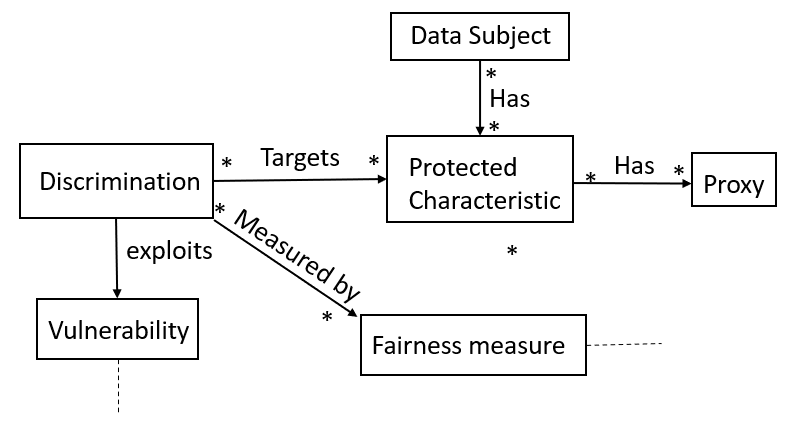 Data Subject
*
Has
*
Discrimination
*
Targets
*
Protected
Characteristic
*
Has
*
Proxy
*
Measured by
*
exploits
*
Vulnerability
Fairness measure